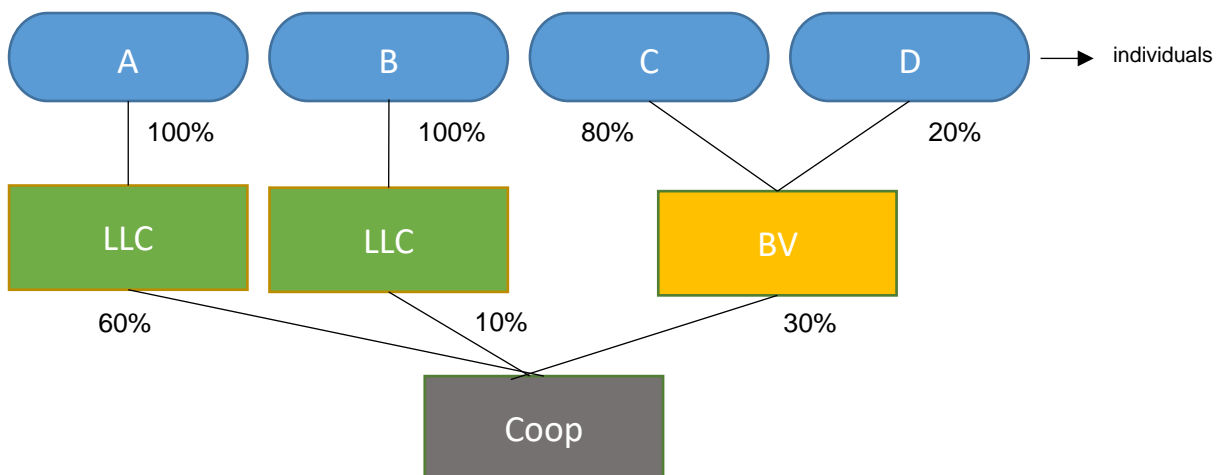 A
B
C
D
individuals
100%
100%
80%
20%
LLC
LLC
BV
60%
10%
30%
Coop